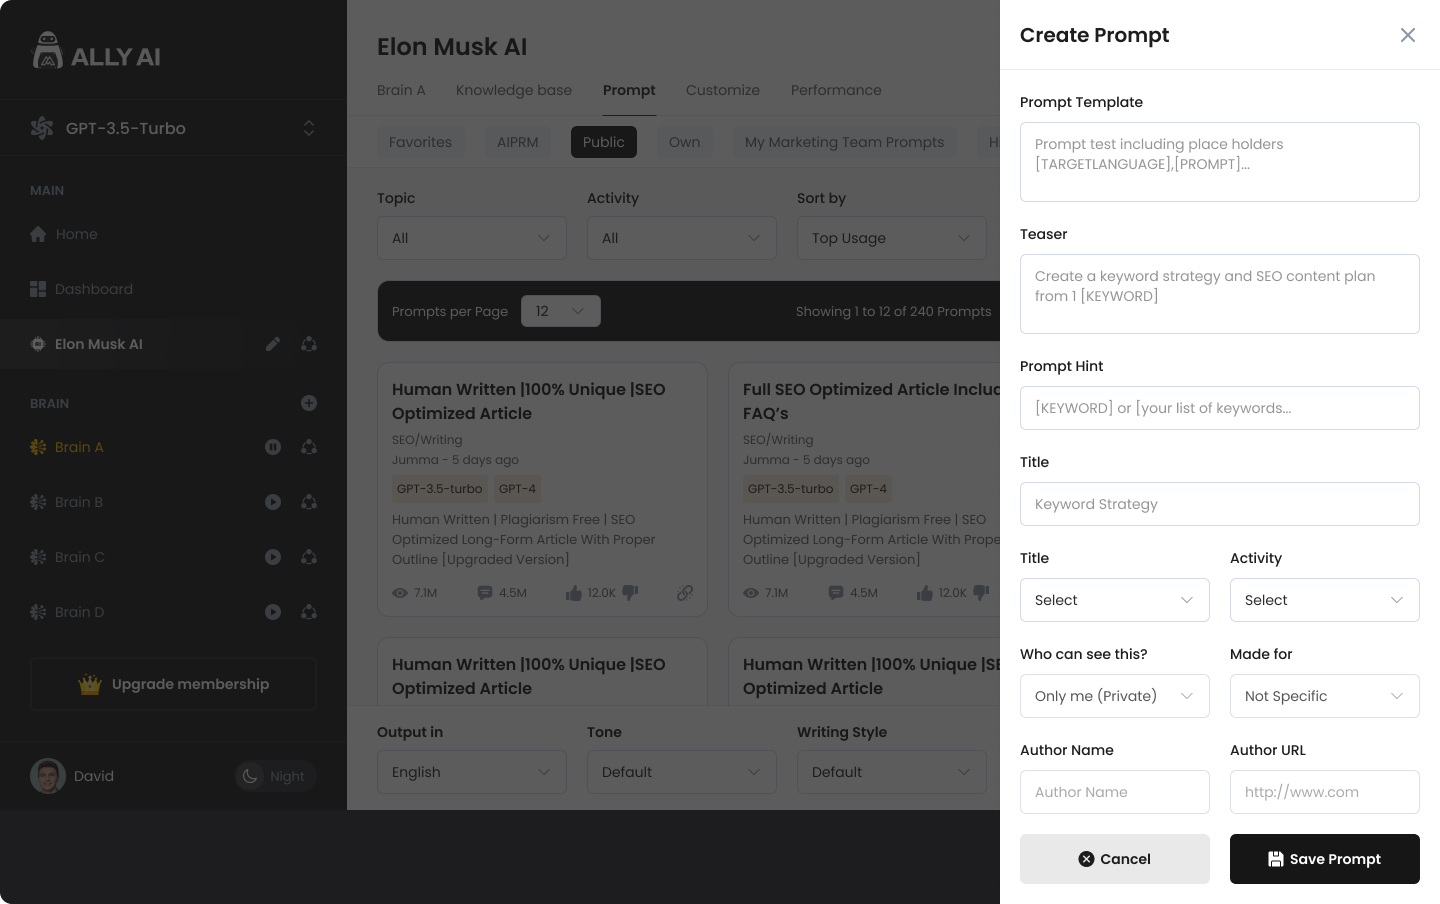 ALLY AI
GPT-3.5-Turbo
MAIN
Home
Dashboard
Elon Musk AI
BRAIN
Brain A
Brain B
Brain C
Brain D
Upgrade membership
David
Night
Elon Musk AI
Brain A Knowledge base Prompt Customize Performance
Favorites AIPRM Public Own My Marketing Team Prompts H
Topic Activity Sort by
All All Top Usage
Prompts per Page 12 Showing 1 to 12 of 240 Prompts
Human Written |100% Unique |SEO
Optimized Article
SEO/Writing
Jumma - 5 days ago
GPT-3.5-turbo GPT-4
Human Written | Plagiarism Free | SEO
Optimized Long-Form Article With Proper
Outline [Upgraded Version]
7.1M 4.5M 12.0K
Full SEO Optimized Article Includ
FAQ's
SEO/Writing
Jumma - 5 days ago
GPT-3.5-turbo GPT-4
Human Written | Plagiarism Free | SEO
Optimized Long-Form Article With Prope
Outline [Upgraded Version]
7.1M 4.5M 12.0K
Human Written |100% Unique |SEO
Optimized Article
Human Written |100% Unique |SE
Optimized Article
Output in Tone Writing Style
English Default Default
Create Prompt
Prompt Template
Prompt test including place holders
[TARGETLANGUAGE],[PROMPT]...
Teaser
Create a keyword strategy and SEO content plan
from 1 [KEYWORD]
Prompt Hint
[KEYWORD] or [your list of keywords...
Title
Keyword Strategy
Title Activity
Select Select
Who can see this? Made for
Only me (Private) Not Specific
Author Name Author URL
Author Name http://www.com
Cancel Save Prompt